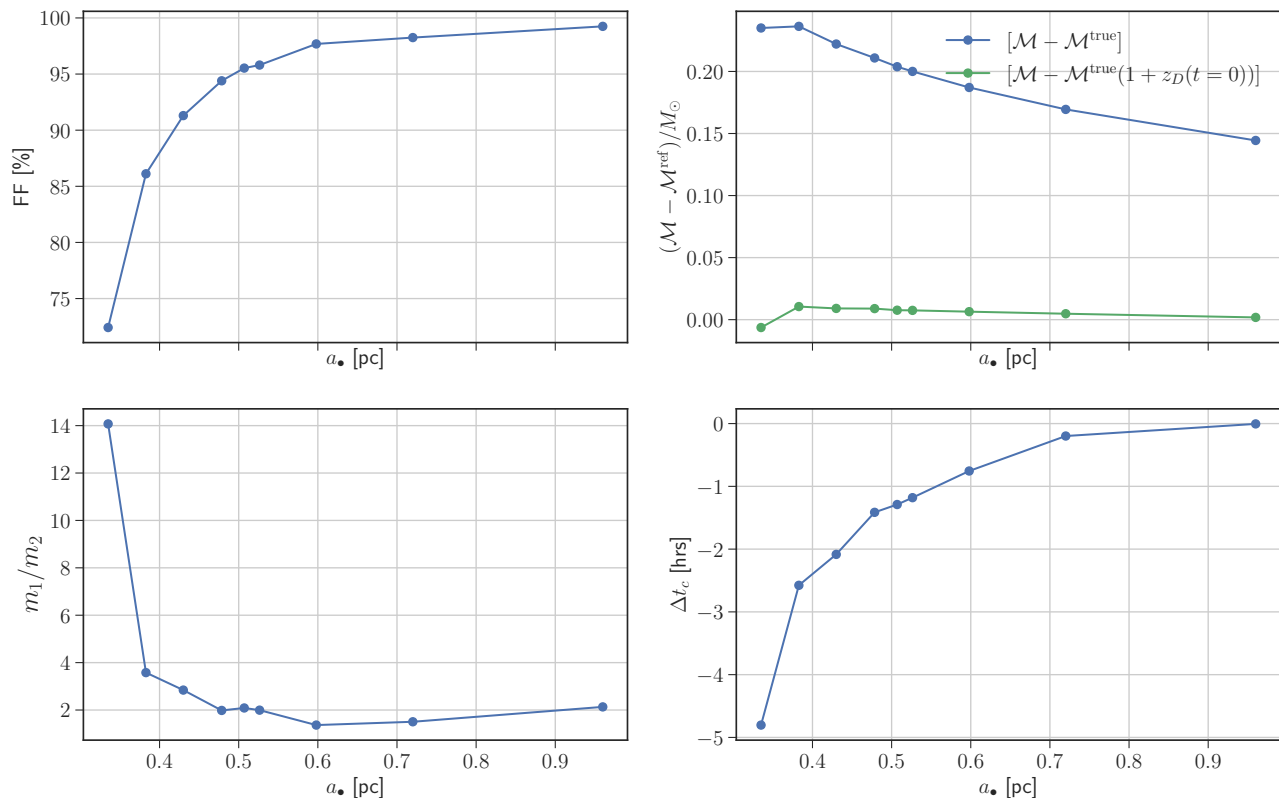 100
95
90
85
80
75
FF [%]
a• [pc]
0.20
0.15
0.10
0.05
0.00
(ℳ − ℳ^ref)/M⊙
[ℳ − ℳ^true]
[ℳ − ℳ^true(1 + z_D(t = 0))]
a• [pc]
14
12
10
8
6
4
2
m₁/m₂
0.4 0.5 0.6 0.7 0.8 0.9
a• [pc]
0
−1
−2
−3
−4
−5
Δt_c [hrs]
0.4 0.5 0.6 0.7 0.8 0.9
a• [pc]